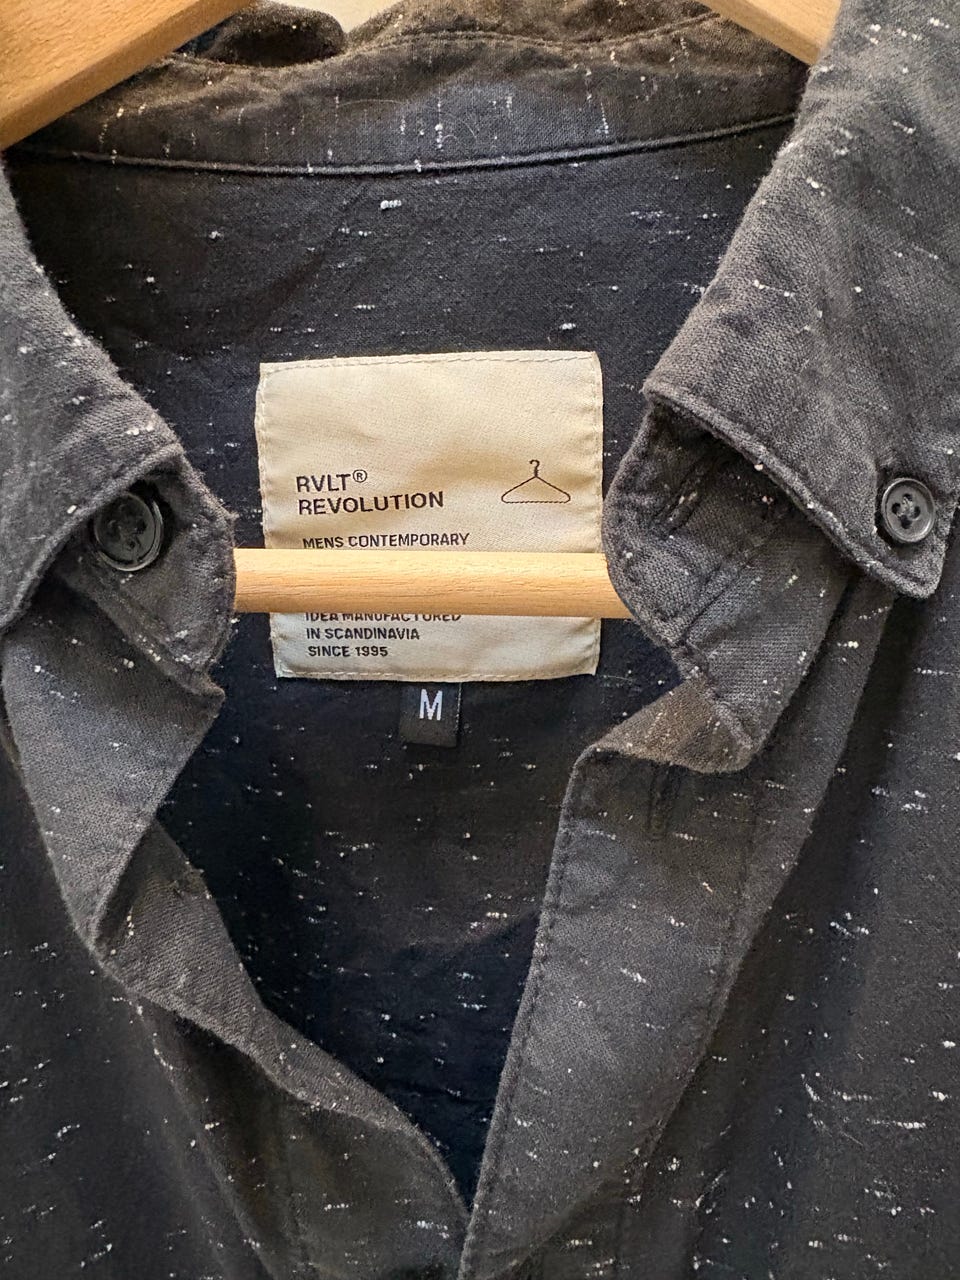 RVLT®
REVOLUTION
MENS CONTEMPORARY
IDEA MANUFACTURED
IN SCANDINAVIA
SINCE 1995
M